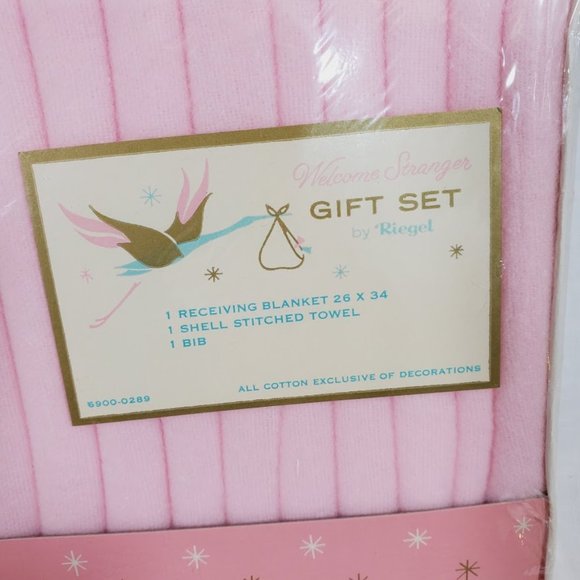 Welcome Stranger
GIFT SET
by Riegel
1 RECEIVING BLANKET 26 X 34
1 SHELL STITCHED TOWEL
1 BIB
ALL COTTON EXCLUSIVE OF DECORATIONS
6900-0289